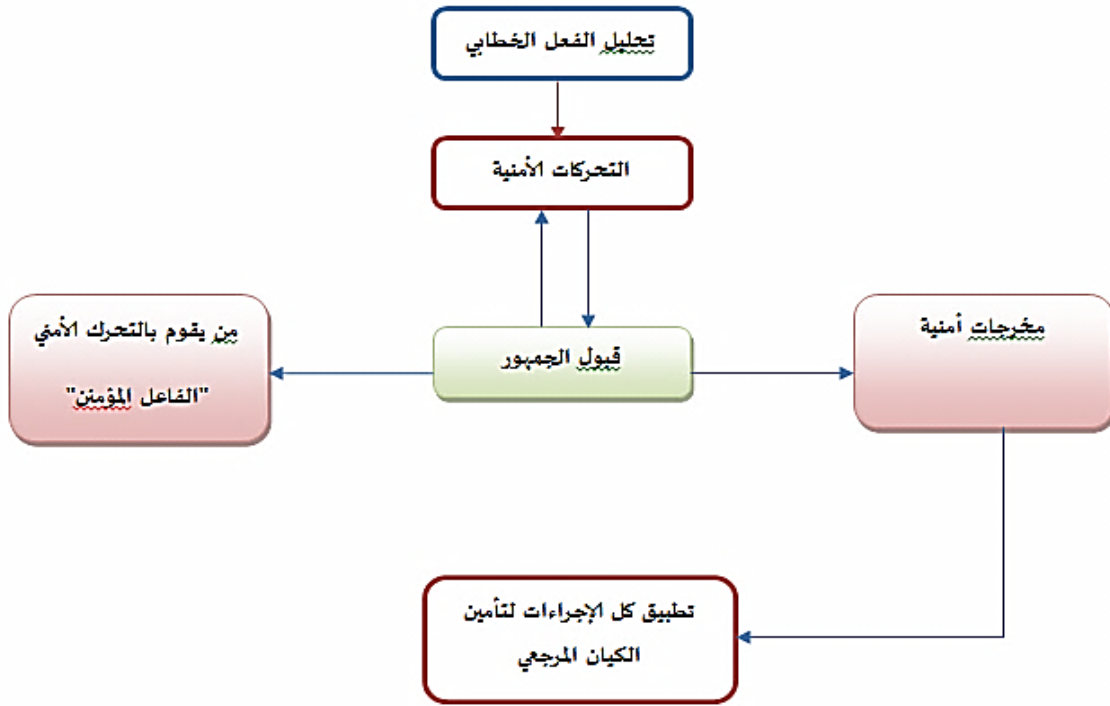 تحليل الفعل الخطابي
التحركات الأمنية
مخرجات أمنية
قبول الجمهور
من يقوم بالتحرك الأمني
"الفاعل المؤمنن"
تطبيق كل الإجراءات لتأمين
الكيان المرجعي